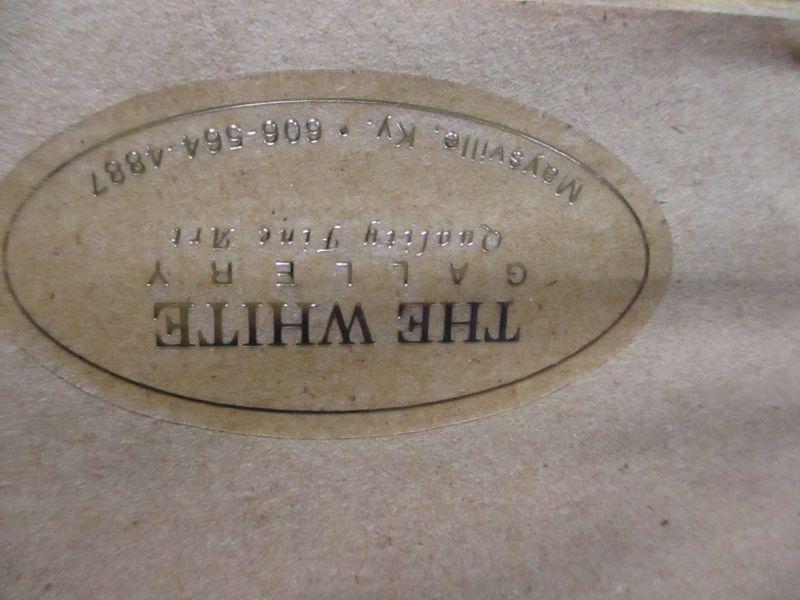 THE WHITE
GALLERY
Quality Fine Art
Maysville, Ky. • 606-564-4887